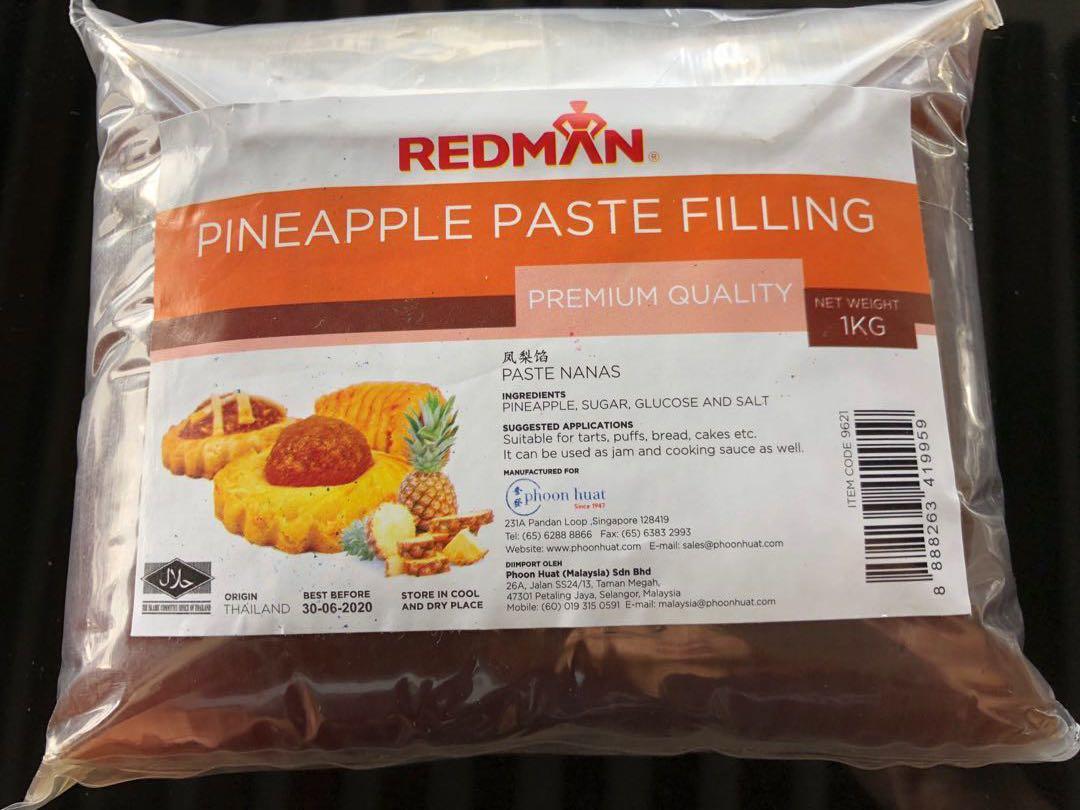 REDMAN®
PINEAPPLE PASTE FILLING
PREMIUM QUALITY
NET WEIGHT
1KG
凤梨馅
PASTE NANAS
INGREDIENTS
PINEAPPLE, SUGAR, GLUCOSE AND SALT
SUGGESTED APPLICATIONS
Suitable for tarts, puffs, bread, cakes etc.
It can be used as jam and cooking sauce as well.
MANUFACTURED FOR
phoon huat
Since 1947
231A Pandan Loop ,Singapore 128419
Tel: (65) 6288 8866 Fax: (65) 6383 2993
Website: www.phoonhuat.com E-mail: sales@phoonhuat.com
DIIMPORT OLEH
Phoon Huat (Malaysia) Sdn Bhd
26A, Jalan SS24/13, Taman Megah,
47301 Petaling Jaya, Selangor, Malaysia
Mobile: (60) 019 315 0591 E-mail: malaysia@phoonhuat.com
حلال
ORIGIN
THAILAND
BEST BEFORE
30-06-2020
STORE IN COOL
AND DRY PLACE
ITEM CODE 9621
8 888263 419959